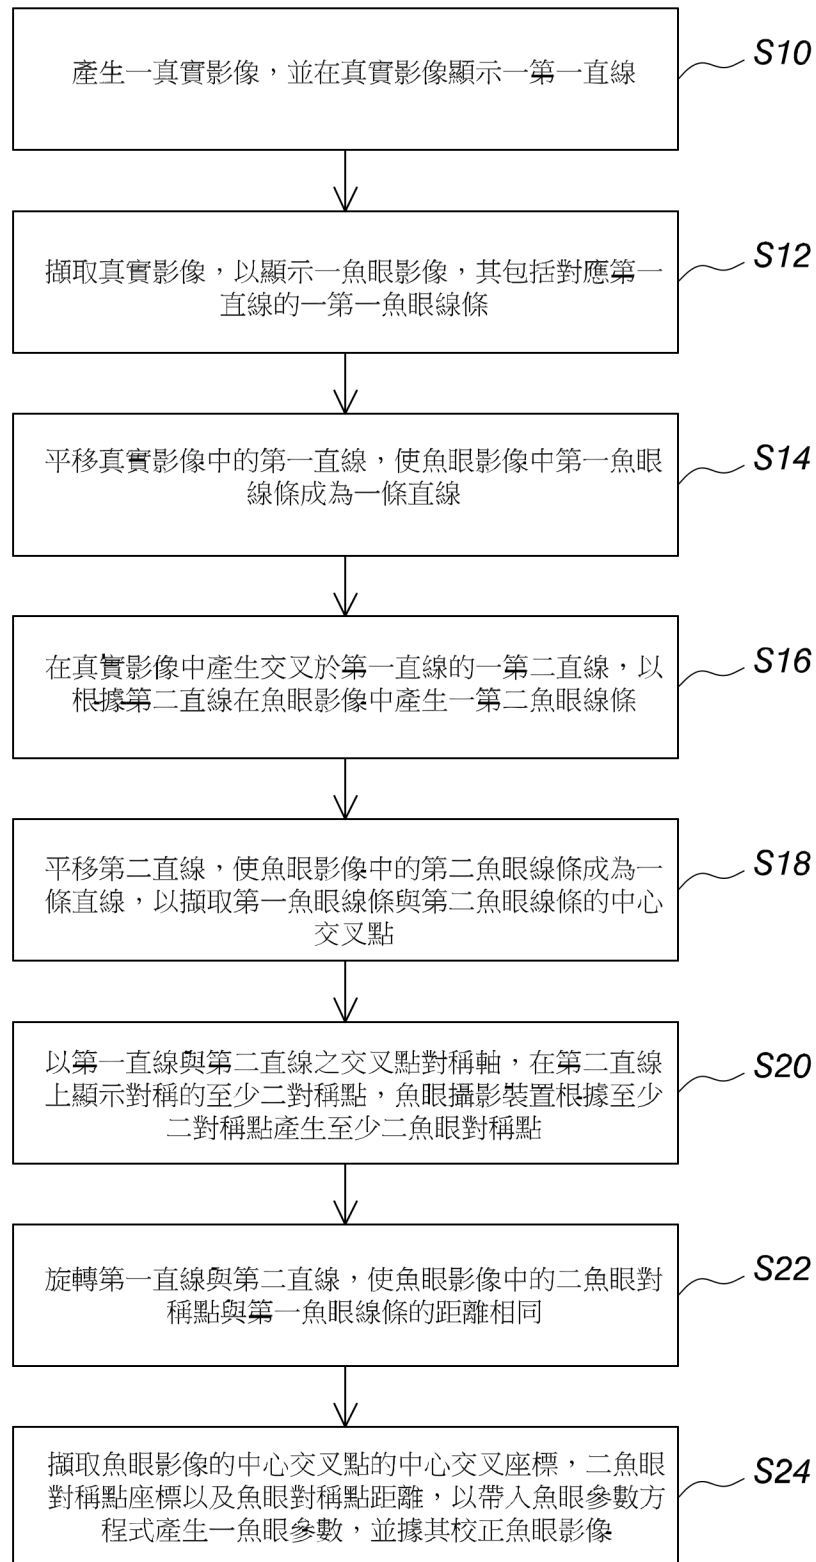 產生一真實影像，並在真實影像顯示一第一直線
S10
擷取真實影像，以顯示一魚眼影像，其包括對應第一
直線的一第一魚眼線條
S12
平移真實影像中的第一直線，使魚眼影像中第一魚眼
線條成為一條直線
S14
在真實影像中產生交叉於第一直線的一第二直線，以
根據第二直線在魚眼影像中產生一第二魚眼線條
S16
平移第二直線，使魚眼影像中的第二魚眼線條成為一
條直線，以擷取第一魚眼線條與第二魚眼線條的中心
交叉點
S18
以第一直線與第二直線之交叉點對稱軸，在第二直線
上顯示對稱的至少二對稱點，魚眼攝影裝置根據至少
二對稱點產生至少二魚眼對稱點
S20
旋轉第一直線與第二直線，使魚眼影像中的二魚眼對
稱點與第一魚眼線條的距離相同
S22
擷取魚眼影像的中心交叉點的中心交叉座標，二魚眼
對稱點座標以及魚眼對稱點距離，以帶入魚眼參數方
程式產生一魚眼參數，並據其校正魚眼影像
S24